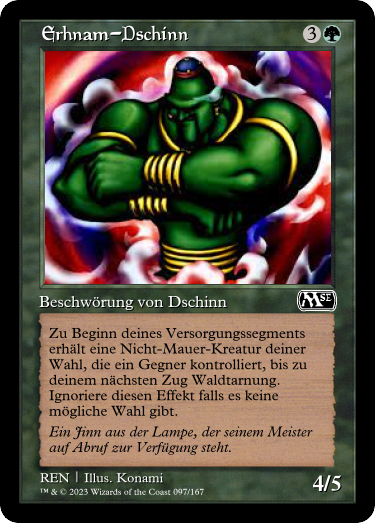 Erhnam-Dschinn 3
Beschwörung von Dschinn MSE
Zu Beginn deines Versorgungssegments
erhält eine Nicht-Mauer-Kreatur deiner
Wahl, die ein Gegner kontrolliert, bis zu
deinem nächsten Zug Waldtarnung.
Ignoriere diesen Effekt falls es keine
mögliche Wahl gibt.
Ein Jinn aus der Lampe, der seinem Meister
auf Abruf zur Verfügung steht.
REN | Illus. Konami
™ & © 2023 Wizards of the Coast 097/167
4/5